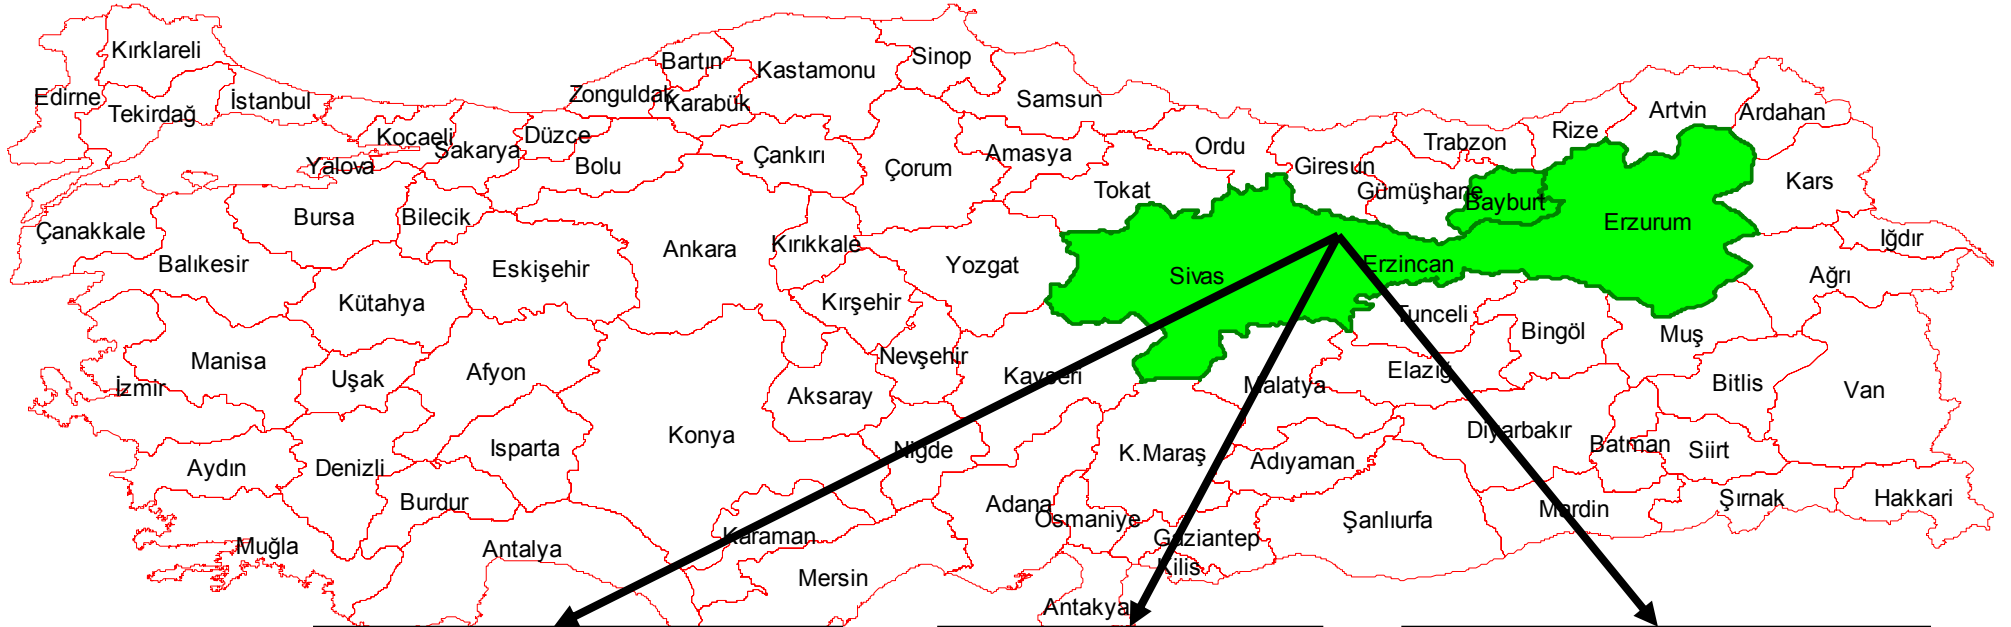 Kırklareli
Edirne
Tekirdağ
İstanbul
Kocaeli
Yalova
Sakarya
Düzce
Bolu
Zonguldak
Bartın
Karabük
Kastamonu
Sinop
Samsun
Çankırı
Çorum
Amasya
Tokat
Ordu
Giresun
Gümüşhane
Trabzon
Bayburt
Rize
Artvin
Ardahan
Kars
Erzurum
Iğdır
Ağrı
Çanakkale
Balıkesir
Bursa
Bilecik
Kütahya
Eskişehir
Ankara
Kırıkkale
Kırşehir
Yozgat
Sivas
Erzincan
Tunceli
Bingöl
Muş
Bitlis
Van
Manisa
İzmir
Uşak
Afyon
Konya
Aksaray
Nevşehir
Kayseri
Malatya
Elazığ
Aydın
Denizli
Isparta
Burdur
Niğde
K.Maraş
Adıyaman
Diyarbakır
Batman
Siirt
Muğla
Antalya
Karaman
Mersin
Adana
Osmaniye
Gaziantep
Kilis
Şanlıurfa
Mardin
Şırnak
Hakkari
Antakya